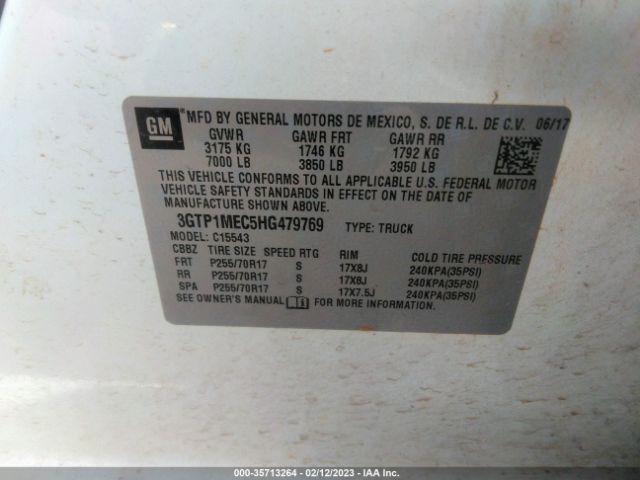 GM MFD BY GENERAL MOTORS DE MEXICO, S. DE R.L. DE C.V. 06/17
GVWR GAWR FRT GAWR RR
3175 KG 1746 KG 1792 KG
7000 LB 3850 LB 3950 LB
THIS VEHICLE CONFORMS TO ALL APPLICABLE U.S. FEDERAL MOTOR
VEHICLE SAFETY STANDARDS IN EFFECT ON THE DATE OF
MANUFACTURE SHOWN ABOVE.
3GTP1MEC5HG479769 TYPE: TRUCK
MODEL: C15543
CBBZ TIRE SIZE SPEED RTG RIM COLD TIRE PRESSURE
FRT P255/70R17 S 17X8J 240KPA(35PSI)
RR P255/70R17 S 17X8J 240KPA(35PSI)
SPA P255/70R17 S 17X7.5J 240KPA(35PSI)
SEE OWNER'S MANUAL FOR MORE INFORMATION.
000-35713264 - 02/12/2023 - IAA Inc.